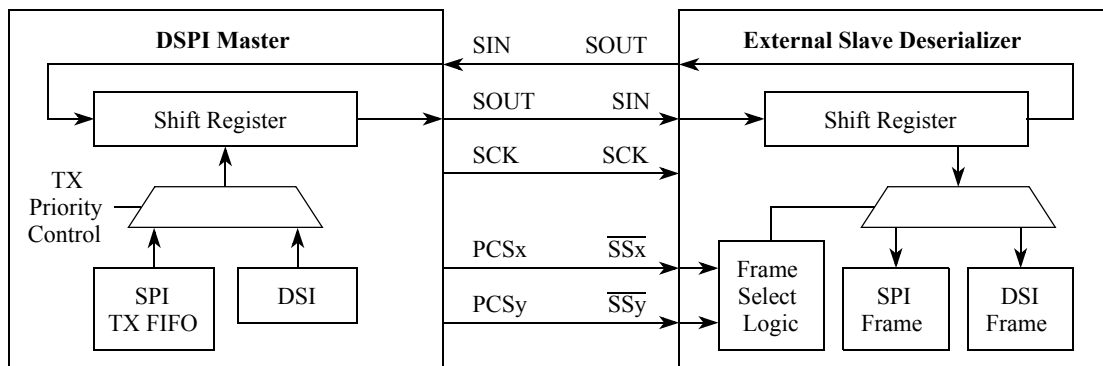 DSPI Master
External Slave Deserializer
SIN SOUT
SOUT SIN
Shift Register
Shift Register
SCK SCK
TX
Priority
Control
PCSx SSx
PCSy SSy
SPI
TX FIFO
DSI
Frame
Select
Logic
SPI
Frame
DSI
Frame